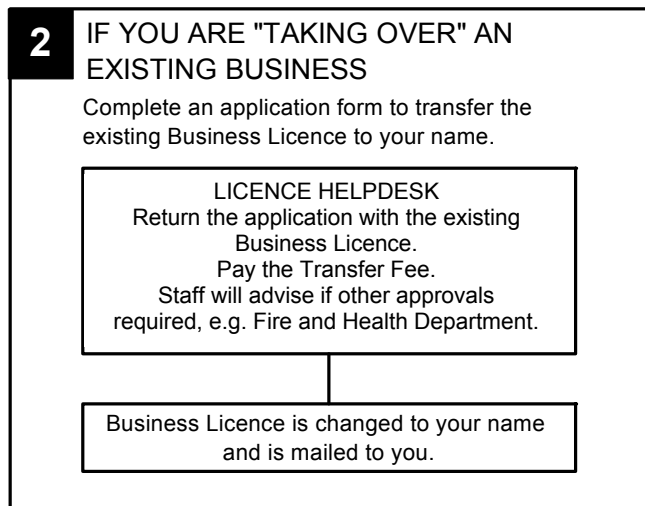 2
IF YOU ARE "TAKING OVER" AN
EXISTING BUSINESS
Complete an application form to transfer the
existing Business Licence to your name.
LICENCE HELPDESK
Return the application with the existing
Business Licence.
Pay the Transfer Fee.
Staff will advise if other approvals
required, e.g. Fire and Health Department.
Business Licence is changed to your name
and is mailed to you.